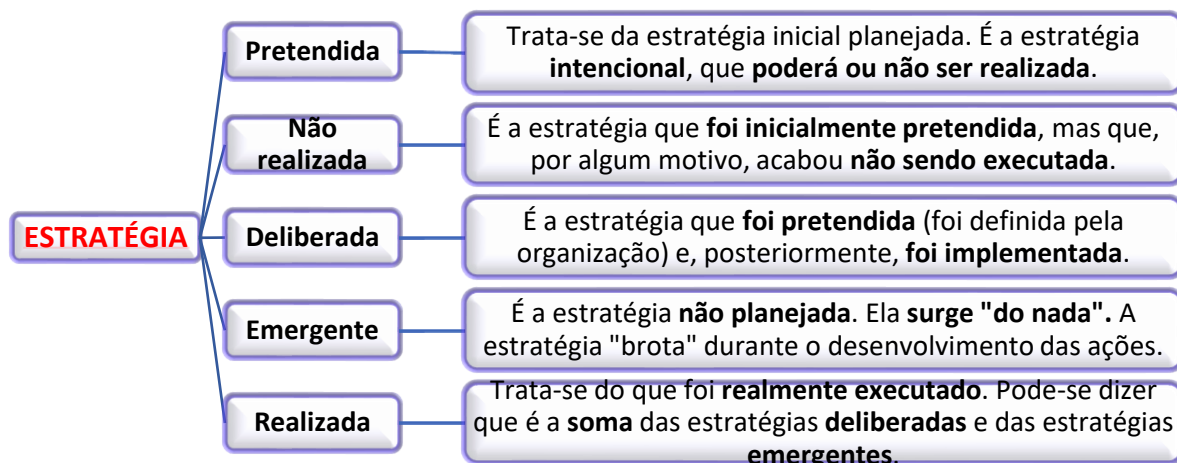 Pretendida
Trata-se da estratégia inicial planejada. É a estratégia
intencional, que poderá ou não ser realizada.
Não
realizada
É a estratégia que foi inicialmente pretendida, mas que,
por algum motivo, acabou não sendo executada.
ESTRATÉGIA
Deliberada
É a estratégia que foi pretendida (foi definida pela
organização) e, posteriormente, foi implementada.
Emergente
É a estratégia não planejada. Ela surge "do nada". A
estratégia "brota" durante o desenvolvimento das ações.
Realizada
Trata-se do que foi realmente executado. Pode-se dizer
que é a soma das estratégias deliberadas e das estratégias
emergentes.